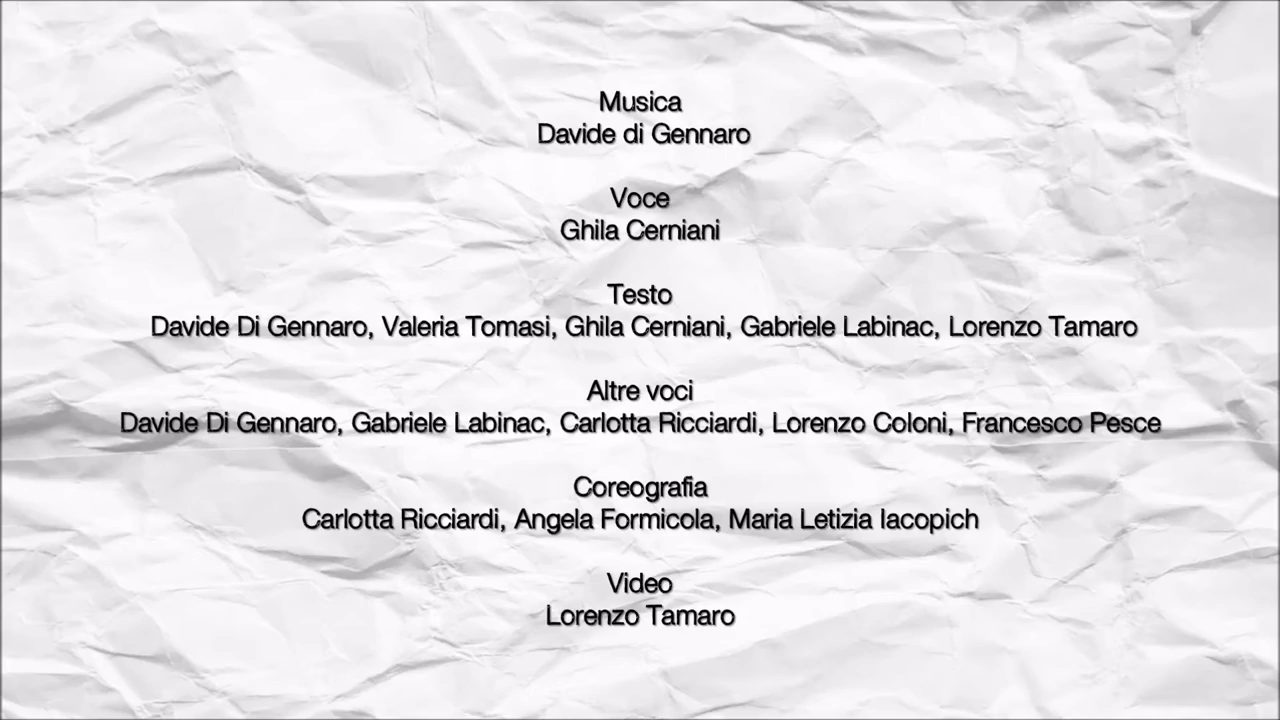 Musica
Davide di Gennaro
Voce
Ghila Cerniani
Testo
Davide Di Gennaro, Valeria Tomasi, Ghila Cerniani, Gabriele Labinac, Lorenzo Tamaro
Altre voci
Davide Di Gennaro, Gabriele Labinac, Carlotta Ricciardi, Lorenzo Coloni, Francesco Pesce
Coreografia
Carlotta Ricciardi, Angela Formicola, Maria Letizia Iacopich
Video
Lorenzo Tamaro